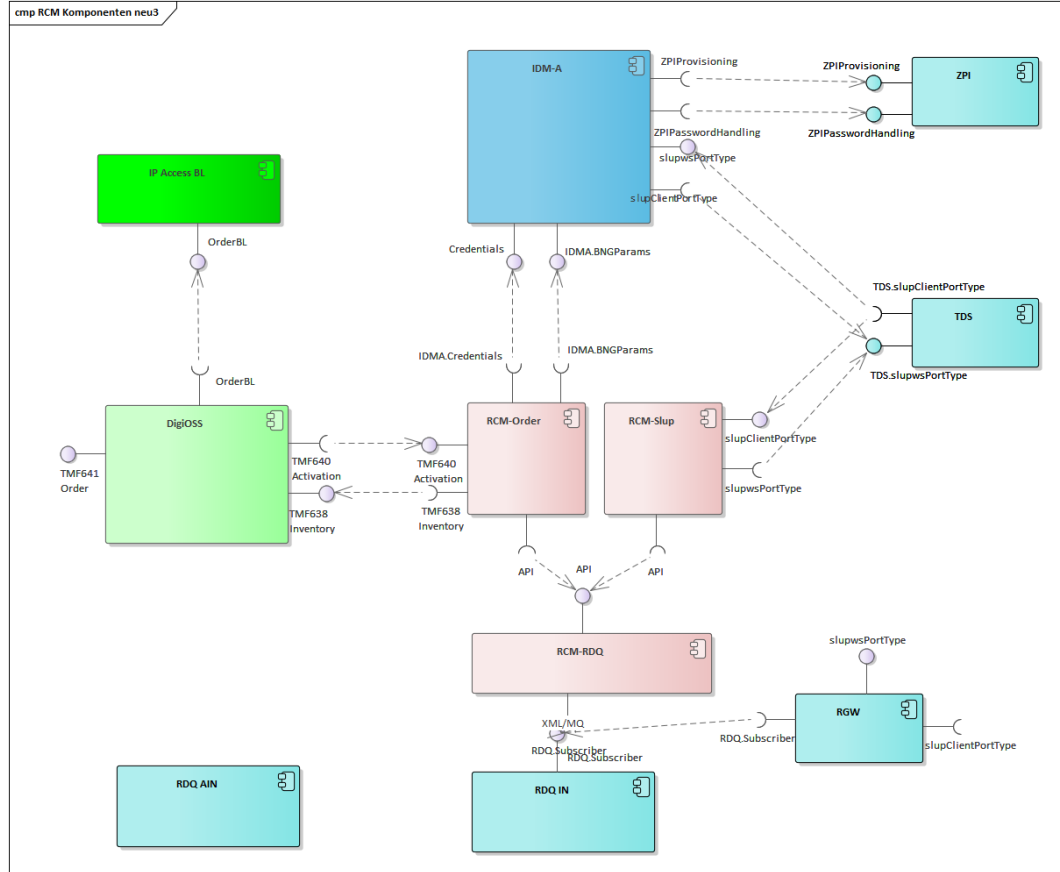 cmp RCM Komponenten neu3
IDM-A
ZPIProvisioning
ZPIProvisioning
ZPI
ZPIPasswordHandling
ZPIPasswordHandling
slupwsPortType
slupClientPortType
IP Access BL
OrderBL
Credentials
IDMA.BNGParams
TDS.slupClientPortType
TDS
TDS.slupwsPortType
IDMA.Credentials
IDMA.BNGParams
OrderBL
DigiOSS
RCM-Order
RCM-Slup
slupClientPortType
TMF641
Order
TMF640
Activation
TMF640
Activation
slupwsPortType
TMF638
Inventory
TMF638
Inventory
API
API
API
RCM-RDQ
slupwsPortType
RGW
XML/MQ
RDQ.Subscriber
RDQ.Subscriber
RDQ.Subscriber
slupClientPortType
RDQ AIN
RDQ IN